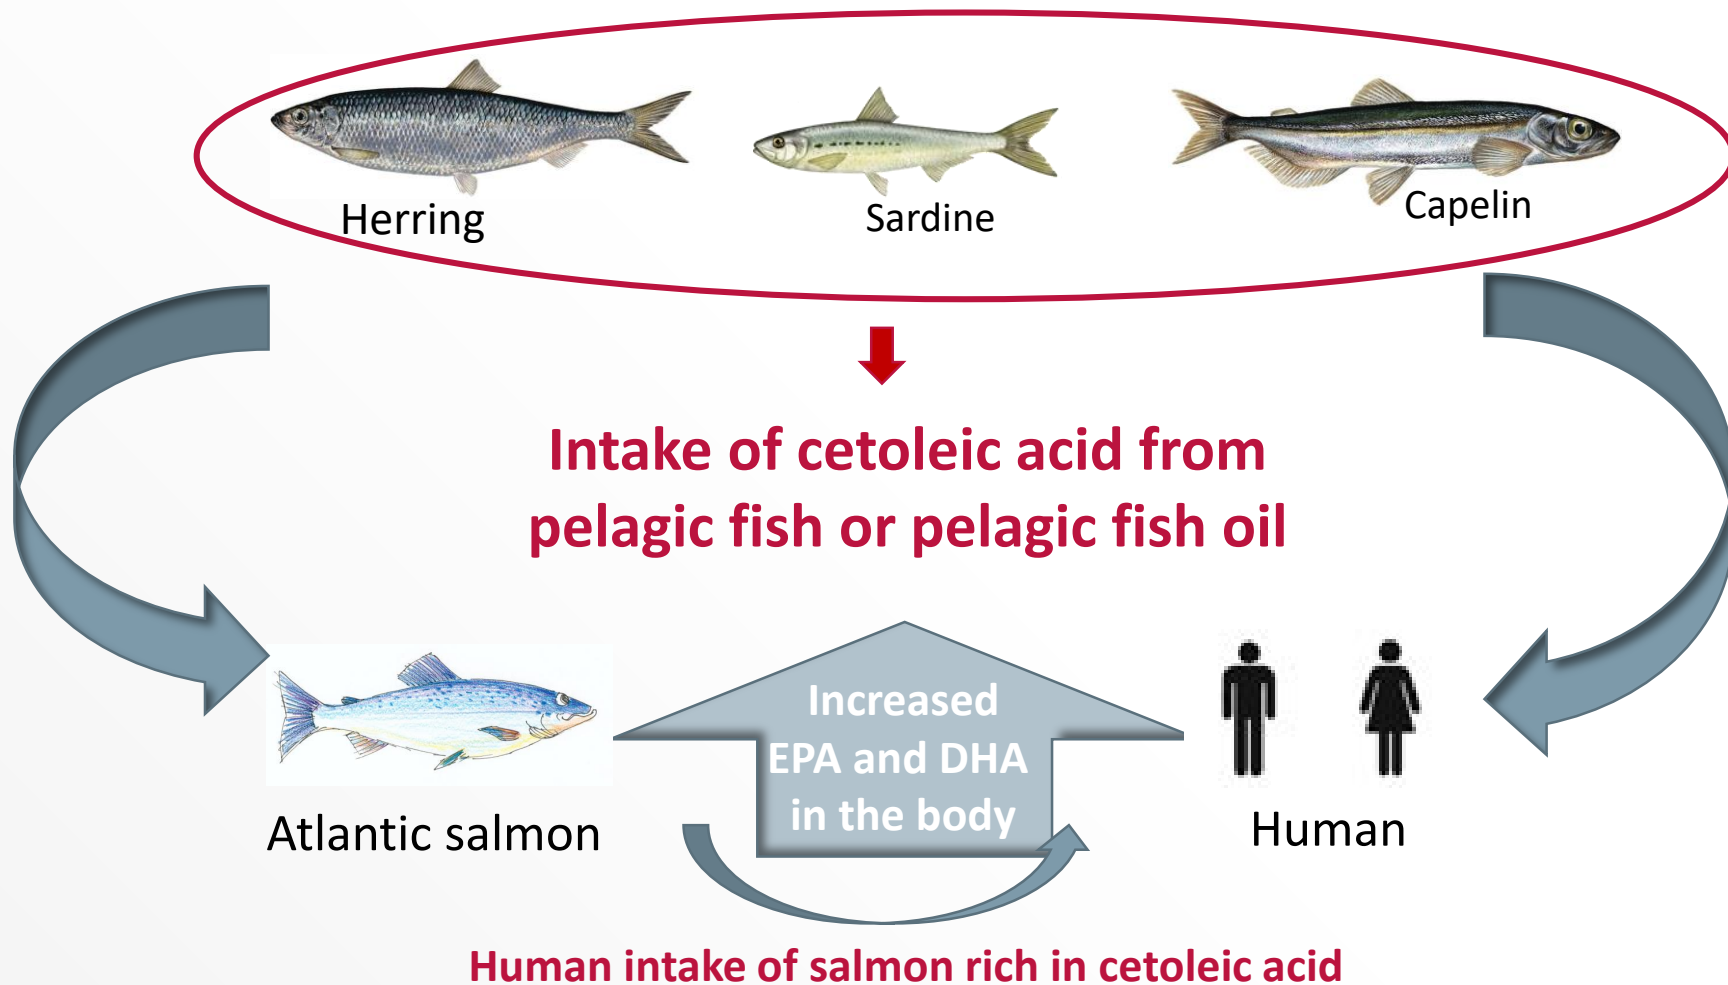 Herring
Sardine
Capelin
Intake of cetoleic acid from
pelagic fish or pelagic fish oil
Increased
EPA and DHA
in the body
Atlantic salmon
Human
Human intake of salmon rich in cetoleic acid